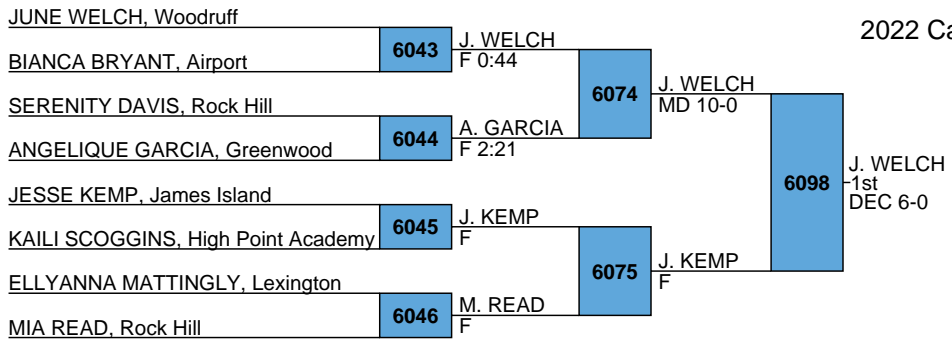 JUNE WELCH, Woodruff
2022 Ca
6043
J. WELCH
F 0:44
BIANCA BRYANT, Airport
6074
J. WELCH
MD 10-0
SERENITY DAVIS, Rock Hill
6044
A. GARCIA
F 2:21
ANGELIQUE GARCIA, Greenwood
6098
J. WELCH
1st
DEC 6-0
JESSE KEMP, James Island
6045
J. KEMP
F
KAILI SCOGGINS, High Point Academy
6075
J. KEMP
F
ELLYANNA MATTINGLY, Lexington
6046
M. READ
F
MIA READ, Rock Hill